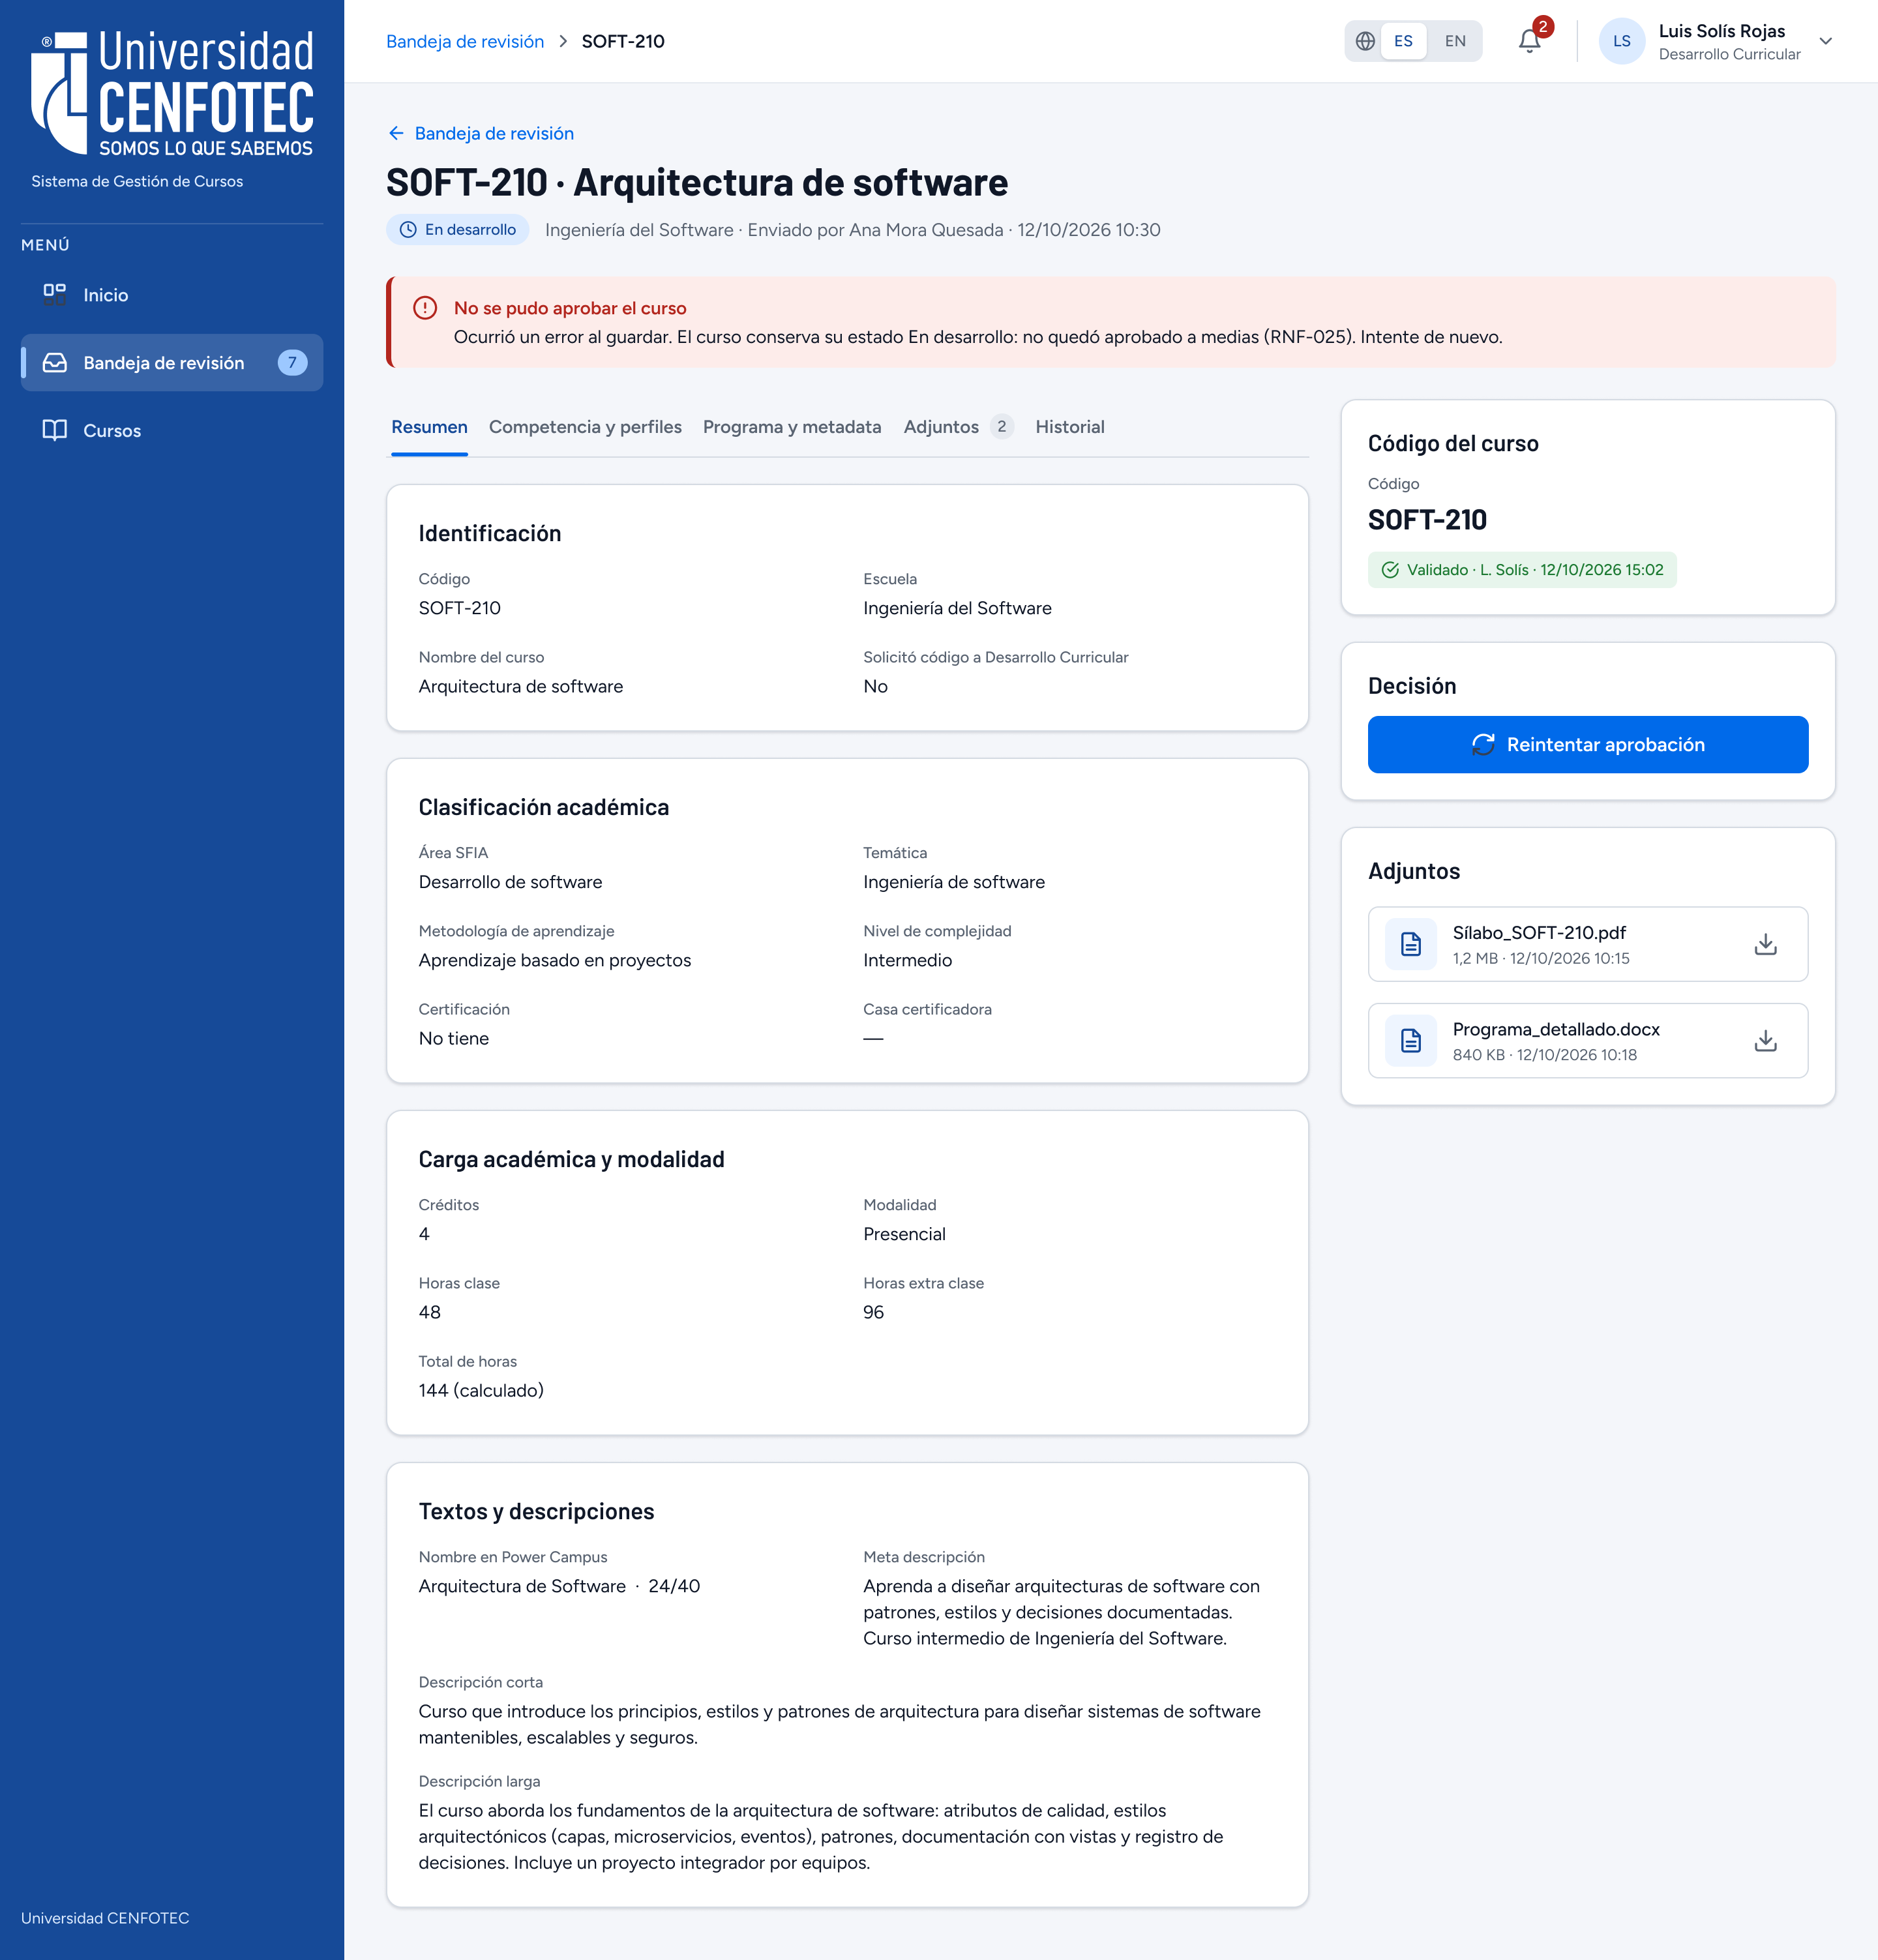 Universidad
CENFOTEC
SOMOS LO QUE SABEMOS
®
Sistema de Gestión de Cursos
MENÚ
Inicio
Bandeja de revisión 7
Cursos
Universidad CENFOTEC
Bandeja de revisión > SOFT-210
ES EN
2
LS
Luis Solís Rojas
Desarrollo Curricular
← Bandeja de revisión
SOFT-210 · Arquitectura de software
En desarrollo
Ingeniería del Software · Enviado por Ana Mora Quesada · 12/10/2026 10:30
No se pudo aprobar el curso
Ocurrió un error al guardar. El curso conserva su estado En desarrollo: no quedó aprobado a medias (RNF-025). Intente de nuevo.
Resumen Competencia y perfiles Programa y metadata Adjuntos 2 Historial
Identificación
Código
SOFT-210
Escuela
Ingeniería del Software
Nombre del curso
Arquitectura de software
Solicitó código a Desarrollo Curricular
No
Clasificación académica
Área SFIA
Desarrollo de software
Temática
Ingeniería de software
Metodología de aprendizaje
Aprendizaje basado en proyectos
Nivel de complejidad
Intermedio
Certificación
No tiene
Casa certificadora
—
Carga académica y modalidad
Créditos
4
Modalidad
Presencial
Horas clase
48
Horas extra clase
96
Total de horas
144 (calculado)
Textos y descripciones
Nombre en Power Campus
Arquitectura de Software · 24/40
Meta descripción
Aprenda a diseñar arquitecturas de software con
patrones, estilos y decisiones documentadas.
Curso intermedio de Ingeniería del Software.
Descripción corta
Curso que introduce los principios, estilos y patrones de arquitectura para diseñar sistemas de software
mantenibles, escalables y seguros.
Descripción larga
El curso aborda los fundamentos de la arquitectura de software: atributos de calidad, estilos
arquitectónicos (capas, microservicios, eventos), patrones, documentación con vistas y registro de
decisiones. Incluye un proyecto integrador por equipos.
Código del curso
Código
SOFT-210
Validado · L. Solís · 12/10/2026 15:02
Decisión
Reintentar aprobación
Adjuntos
Sílabo_SOFT-210.pdf
1,2 MB · 12/10/2026 10:15
Programa_detallado.docx
840 KB · 12/10/2026 10:18